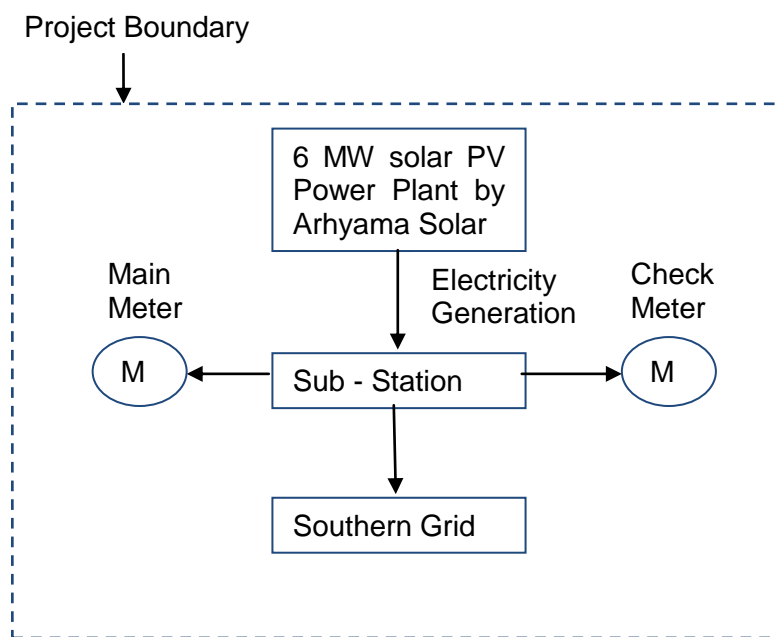 Project Boundary
6 MW solar PV
Power Plant by
Arhyama Solar
Main
Meter
Electricity
Generation
Check
Meter
M
Sub - Station
M
Southern Grid